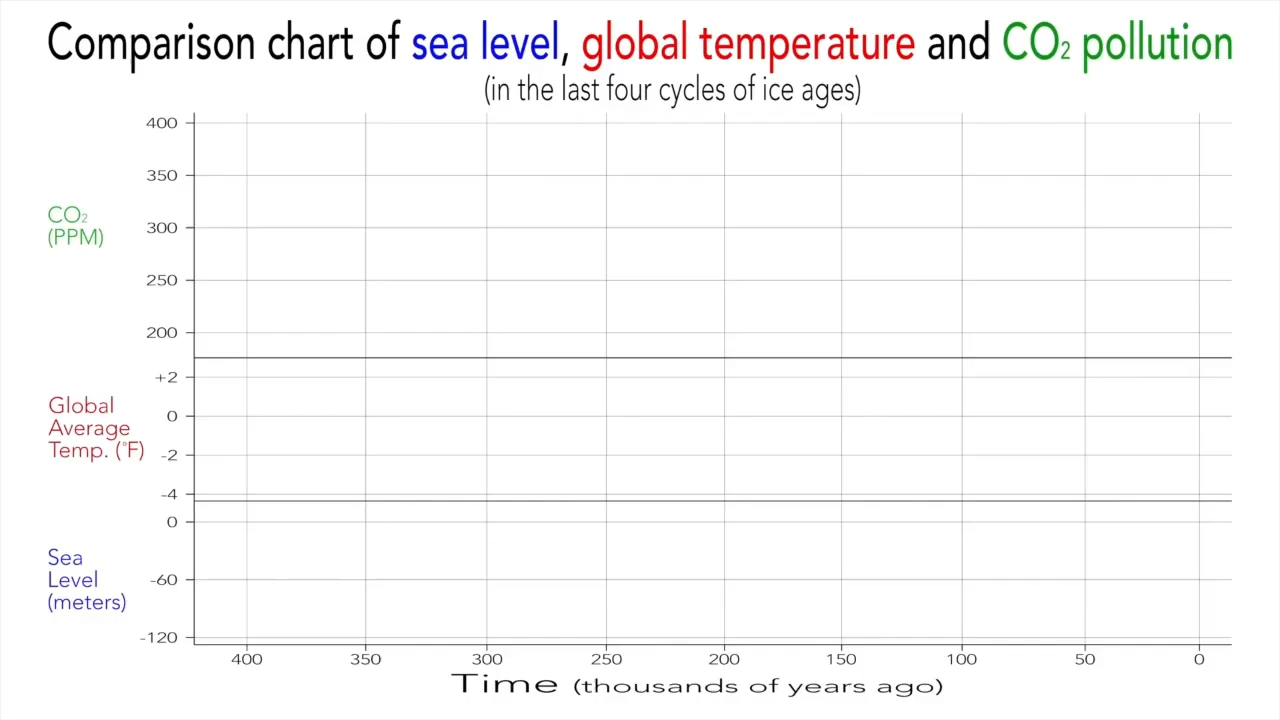 Comparison chart of sea level, global temperature and CO₂ pollution
(in the last four cycles of ice ages)
400
350
CO₂
(PPM)
300
250
200
+2
Global
Average
Temp. (°F)
0
-2
-4
0
Sea
Level
(meters)
-60
-120
400 350 300 250 200 150 100 50 0
Time (thousands of years ago)